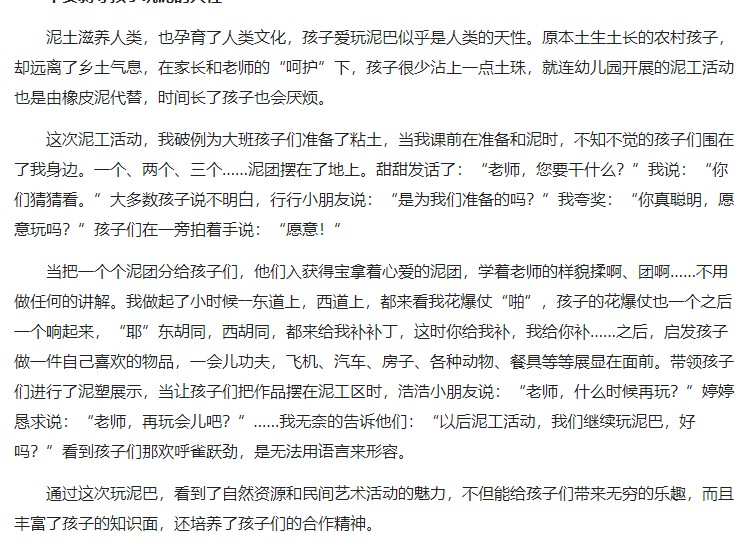 泥土滋养人类，也孕育了人类文化，孩子爱玩泥巴似乎是人类的天性。原本土生土长的农村孩子，
却远离了乡土气息，在家长和老师的“呵护”下，孩子很少沾上一点土珠，就连幼儿园开展的泥工活动
也是由橡皮泥代替，时间长了孩子也会厌烦。
这次泥工活动，我破例为大班孩子们准备了粘土，当我课前在准备和泥时，不知不觉的孩子们围在
了我身边。一个、两个、三个......泥团摆在了地上。甜甜发话了：“老师，您要干什么？”我说：“你
们猜猜看。”大多数孩子说不明白，行行小朋友说：“是为我们准备的吗？”我夸奖：“你真聪明，愿
意玩吗？”孩子们在一旁拍着手说：“愿意！“
当把一个个泥团分给孩子们，他们入获得宝拿着心爱的泥团，学着老师的样貌揉啊、团啊......不用
做任何的讲解。我做起了小时候—东道上，西道上，都来看我花爆仗“啪”，孩子的花爆仗也一个之后
一个响起来，“耶”东胡同，西胡同，都来给我补补丁，这时你给我补，我给你补......之后，启发孩子
做一件自己喜欢的物品，一会儿功夫，飞机、汽车、房子、各种动物、餐具等等展显在面前。带领孩子
们进行了泥塑展示，当让孩子们把作品摆在泥工区时，浩浩小朋友说：“老师，什么时候再玩？”婷婷
恳求说：“老师，再玩会儿吧？”......我无奈的告诉他们：“以后泥工活动，我们继续玩泥巴，好
吗？”看到孩子们那欢呼雀跃劲，是无法用语言来形容。
通过这次玩泥巴，看到了自然资源和民间艺术活动的魅力，不但能给孩子们带来无穷的乐趣，而且
丰富了孩子的知识面，还培养了孩子们的合作精神。